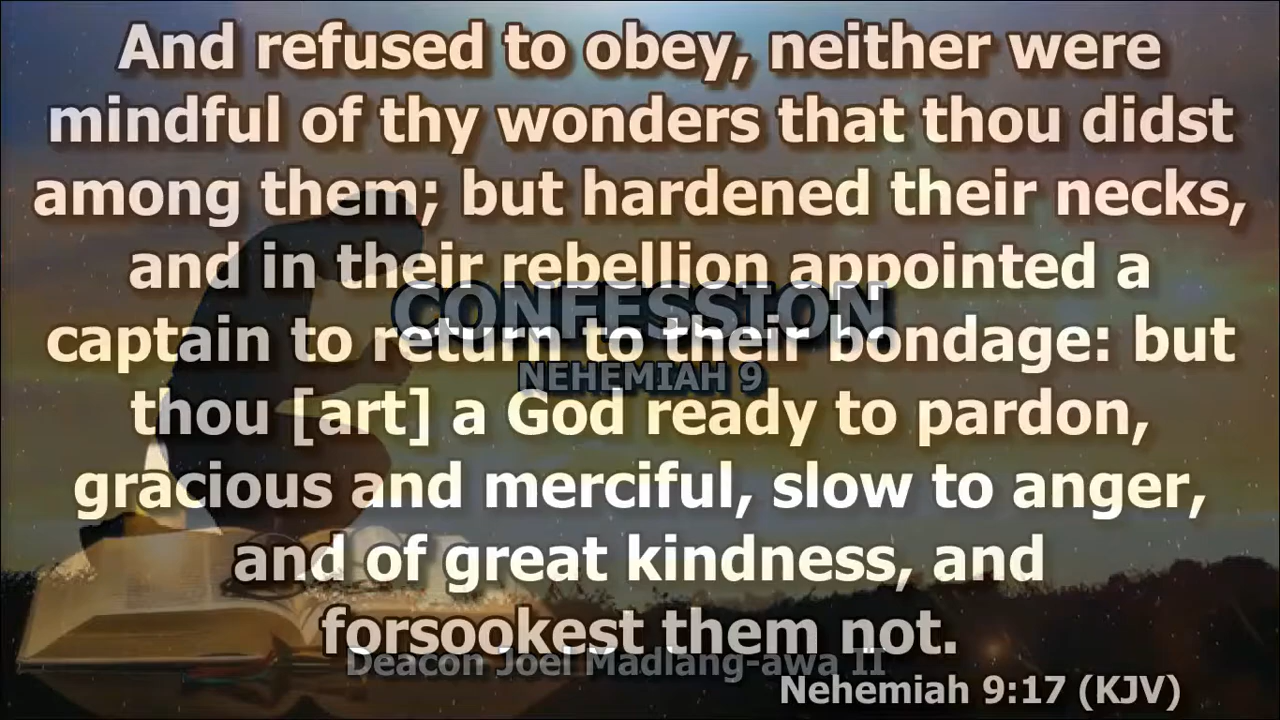 And refused to obey, neither were
mindful of thy wonders that thou didst
among them; but hardened their necks,
and in their rebellion appointed a
CONFESSION
captain to return to their bondage: but
NEHEMIAH 9
thou [art] a God ready to pardon,
gracious and merciful, slow to anger,
and of great kindness, and
forsookest them not.
Deacon Joel Madlang-awa II
Nehemiah 9:17 (KJV)